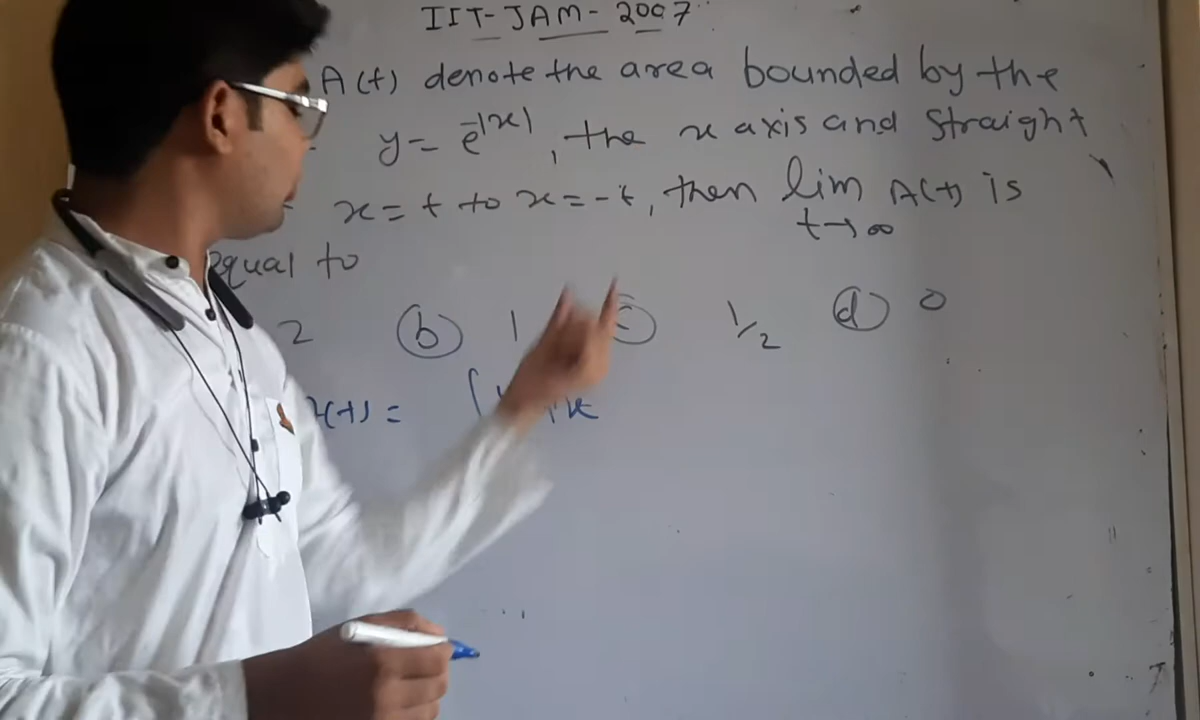 IIT-JAM-2007
A(t) denote the area bounded by the
y = e^-|x|, the x axis and straight
x = t to x = -t, then lim A(t) is
t→∞
equal to
2 (b) 1 (c) 1/2 (d) 0
A(t) = ∫ dx